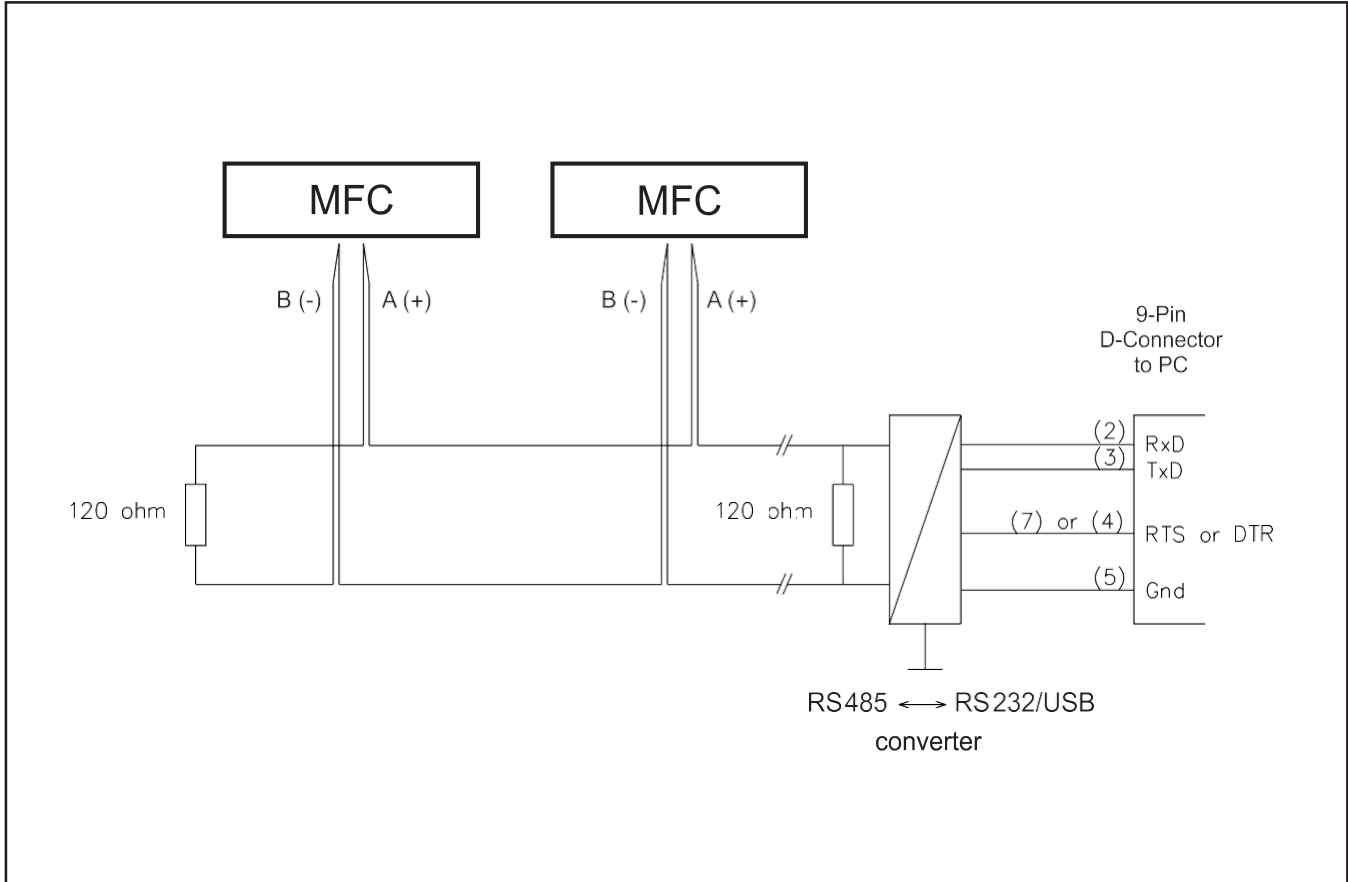 MFC
MFC
B (-)
A (+)
B (-)
A (+)
9-Pin
D-Connector
to PC
(2)
RxD
(3)
TxD
120 ohm
120 ohm
(7) or (4)
RTS or DTR
(5)
Gnd
RS485 ↔ RS232/USB
converter